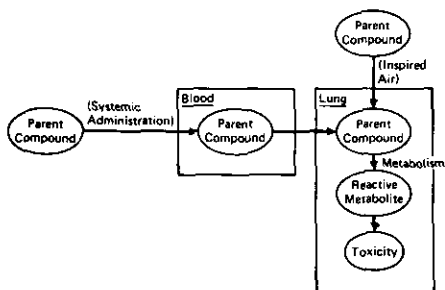 Parent
Compound
(Inspired
Air)
(Systemic
Administration)
Blood
Lung
Parent
Compound
Parent
Compound
Parent
Compound
Metabolism
Reactive
Metabolite
Toxicity